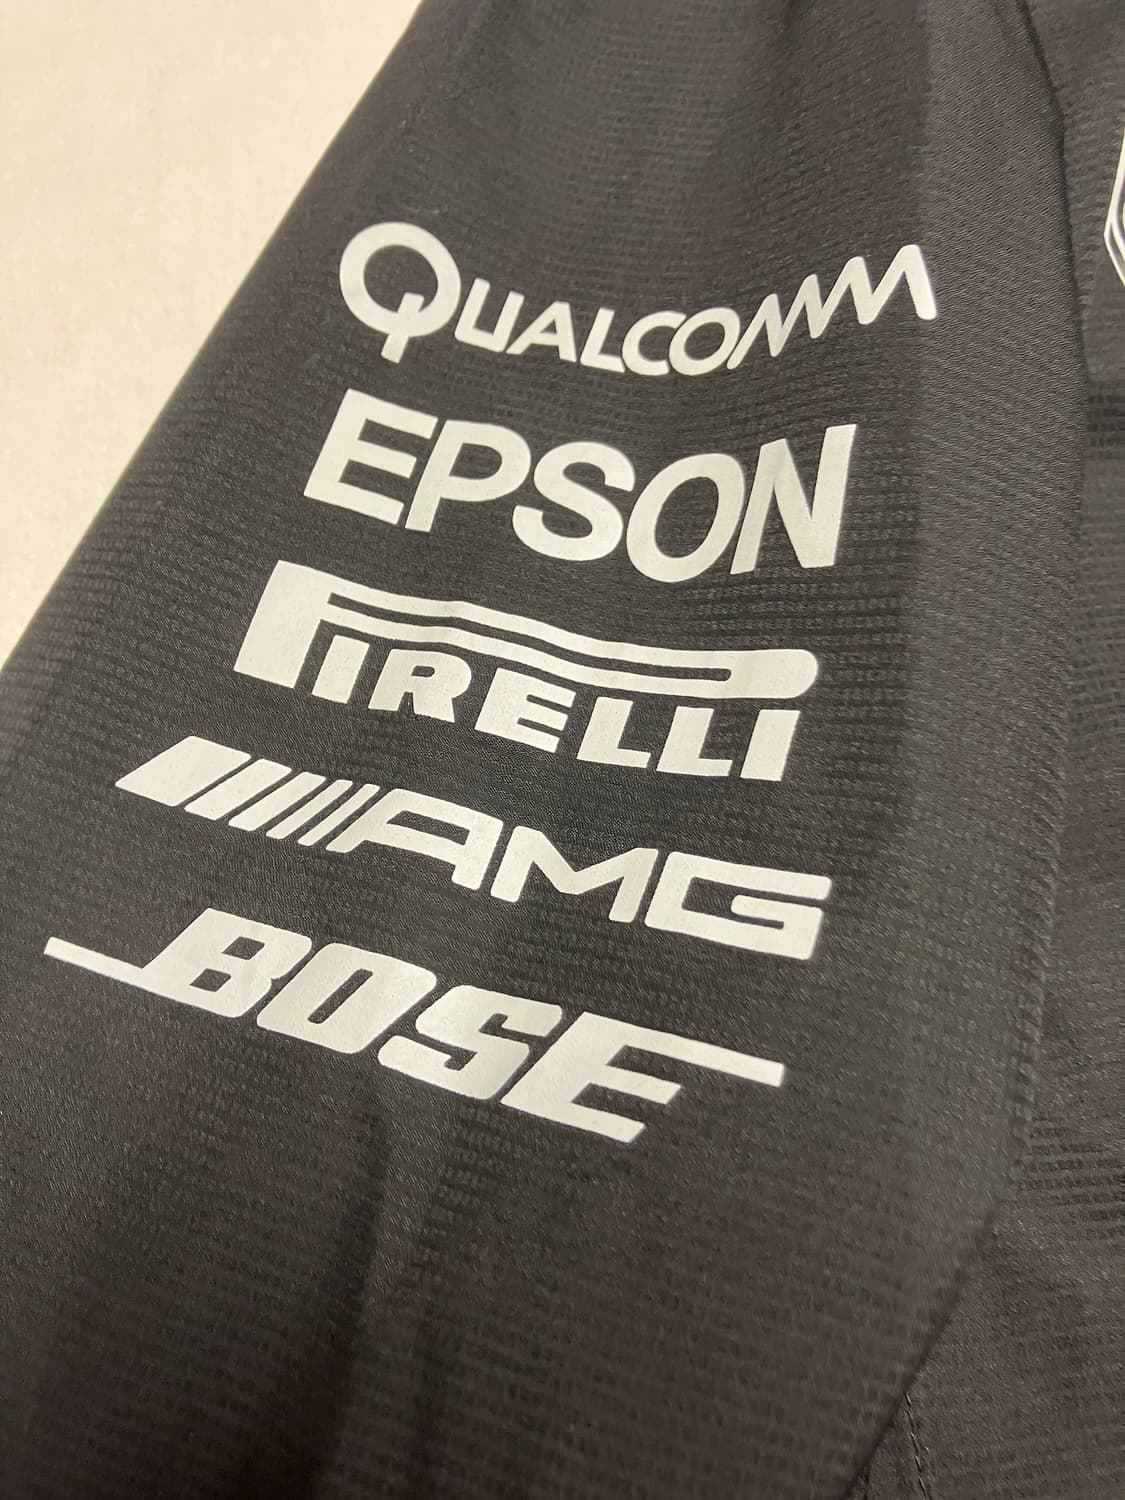 QUALCOMM
EPSON
PIRELLI
AMG
BOSE